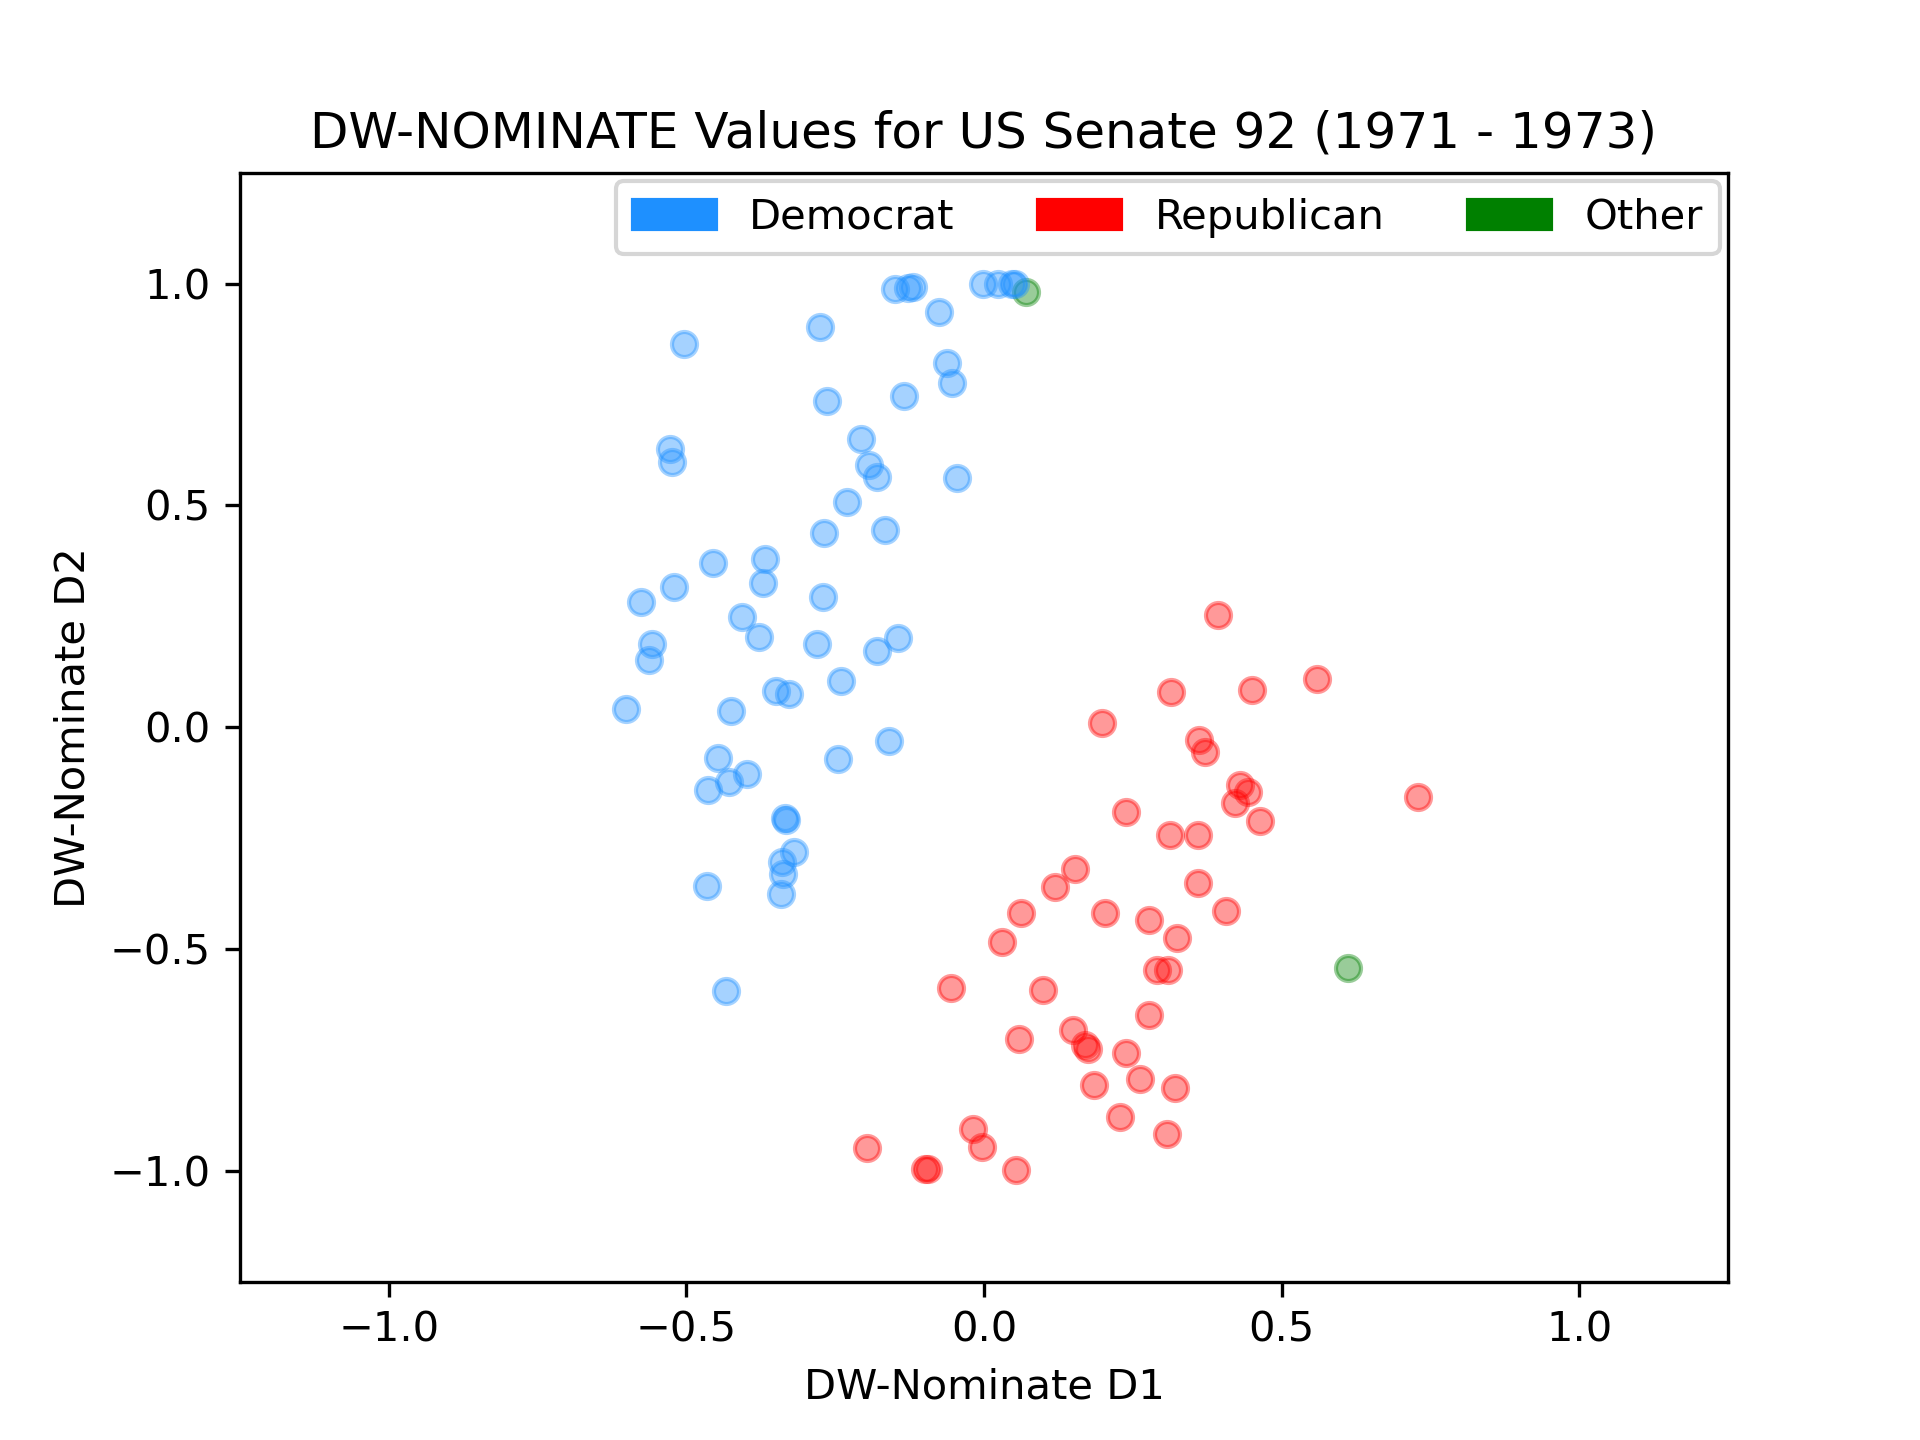 DW-NOMINATE Values for US Senate 92 (1971 - 1973)
Democrat Republican Other
1.0
0.5
0.0
−0.5
−1.0
DW-Nominate D2
−1.0 −0.5 0.0 0.5 1.0
DW-Nominate D1